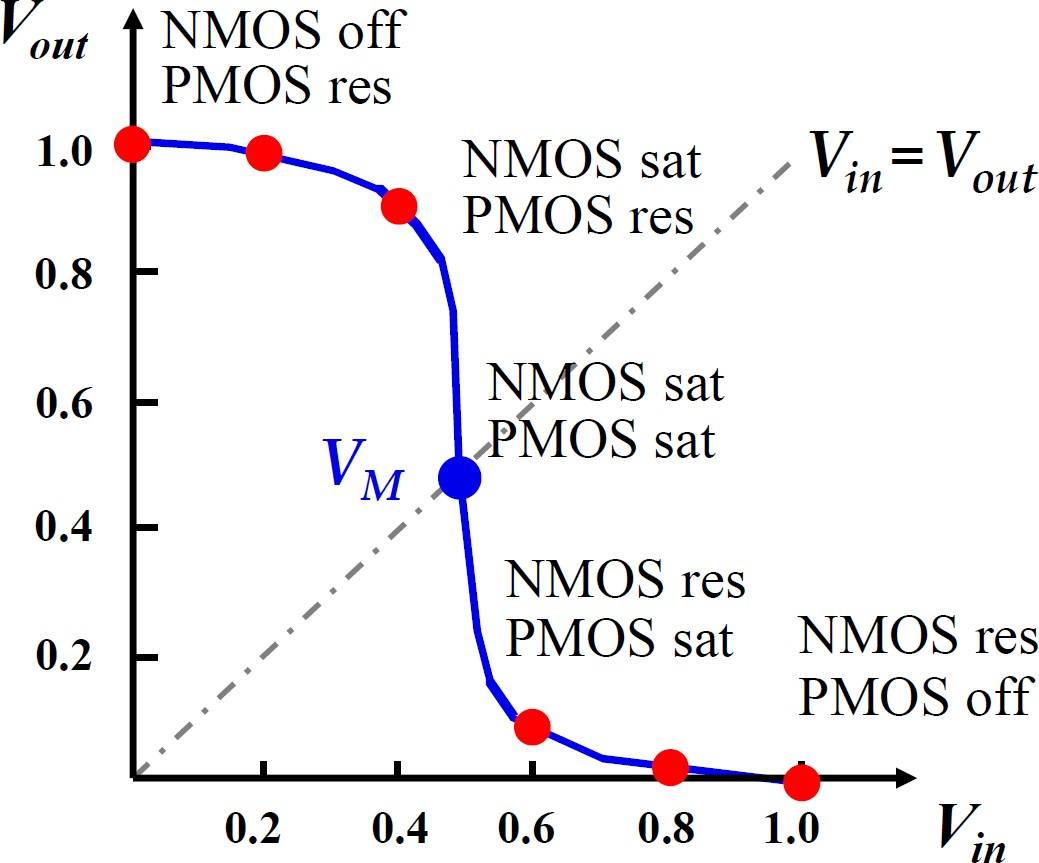 V_out
NMOS off
PMOS res
1.0
NMOS sat
PMOS res
V_in = V_out
0.8
0.6
NMOS sat
PMOS sat
V_M
0.4
NMOS res
PMOS sat
0.2
NMOS res
PMOS off
0.2 0.4 0.6 0.8 1.0
V_in